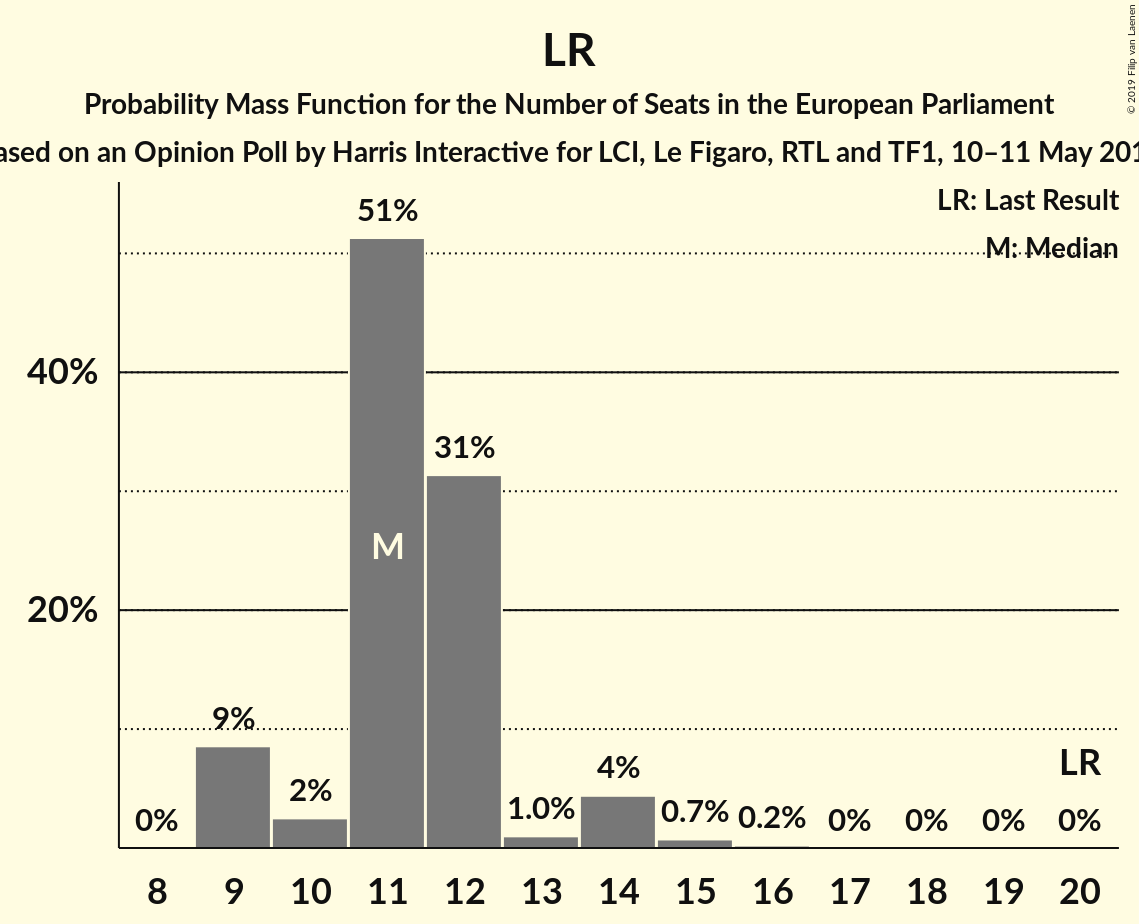 LR
Probability Mass Function for the Number of Seats in the European Parliament
ased on an Opinion Poll by Harris Interactive for LCI, Le Figaro, RTL and TF1, 10–11 May 201
© 2019 Filip van Laenen
LR: Last Result
M: Median
51%
40%
31%
M
20%
9%
LR
4%
2%
0%
1.0%
0.7%
0.2%
0%
0%
0%
0%
8 9 10 11 12 13 14 15 16 17 18 19 20